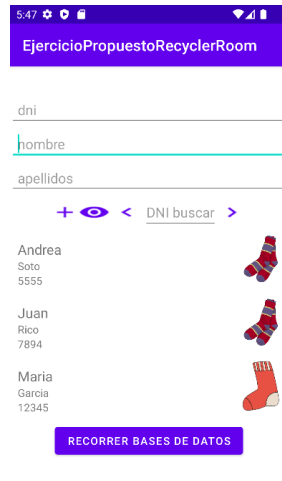 5:47
EjercicioPropuestoRecyclerRoom
dni
nombre
apellidos
+ < DNI buscar >
Andrea
Soto
5555
Juan
Rico
7894
Maria
Garcia
12345
RECORRER BASES DE DATOS